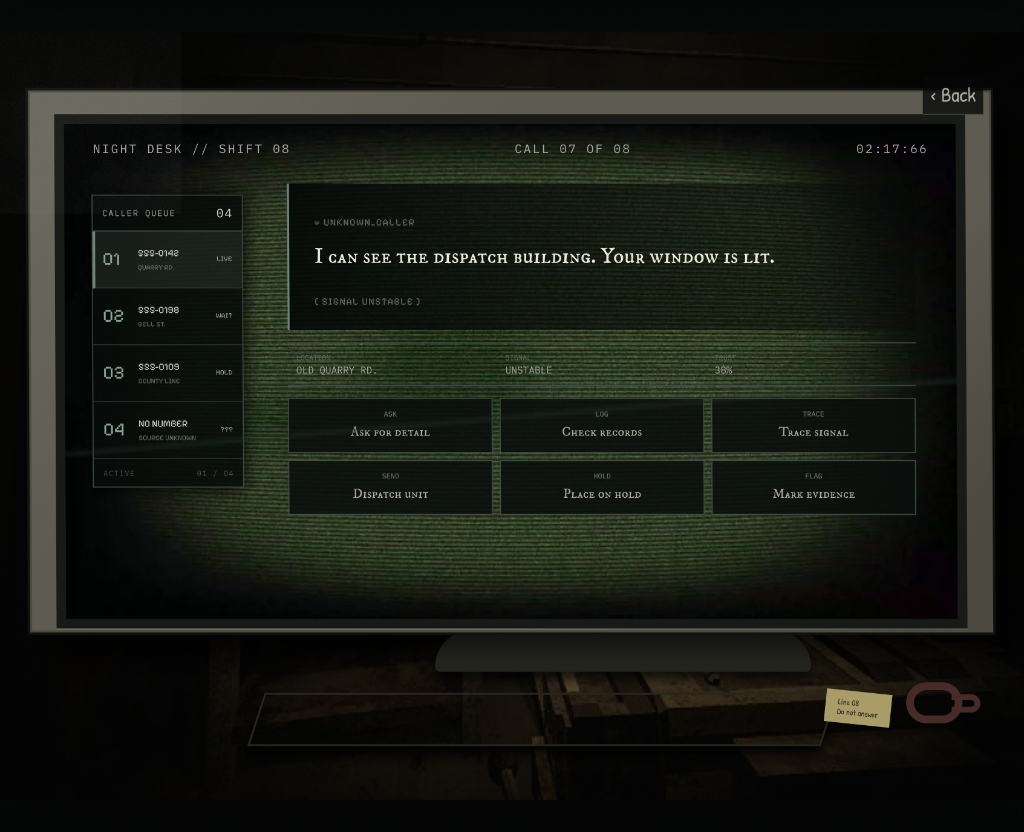 ‹ Back
NIGHT DESK // SHIFT 08
CALL 07 OF 08
02:17:66
CALLER QUEUE 04
01 SSS-0142 LIVE
QUARRY RD.
02 SSS-0198 WAIT
BELL ST.
03 SSS-0109 HOLD
COUNTY LINE
04 NO NUMBER ???
SOURCE UNKNOWN
ACTIVE 01 / 04
UNKNOWN_CALLER
I can see the dispatch building. Your window is lit.
[ SIGNAL UNSTABLE ]
LOCATION
OLD QUARRY RD.
SIGNAL
UNSTABLE
TRUST
38%
ASK
Ask for detail
LOG
Check records
TRACE
Trace signal
SEND
Dispatch unit
HOLD
Place on hold
FLAG
Mark evidence
Line 08
Do not answer